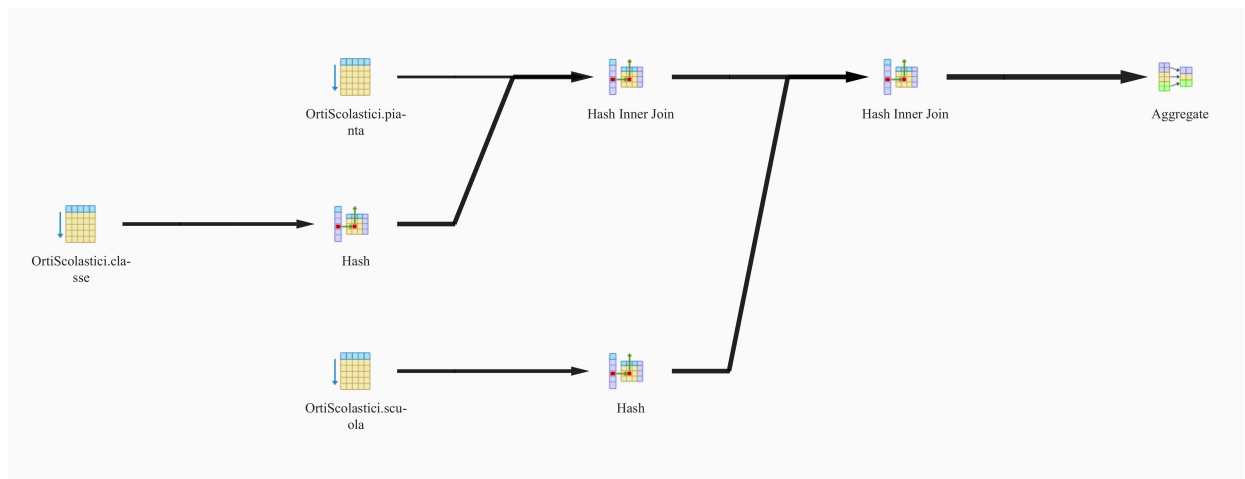 OrtiScolastici.pia-
nta
Hash Inner Join
Hash Inner Join
Aggregate
OrtiScolastici.cla-
sse
Hash
OrtiScolastici.scu-
ola
Hash